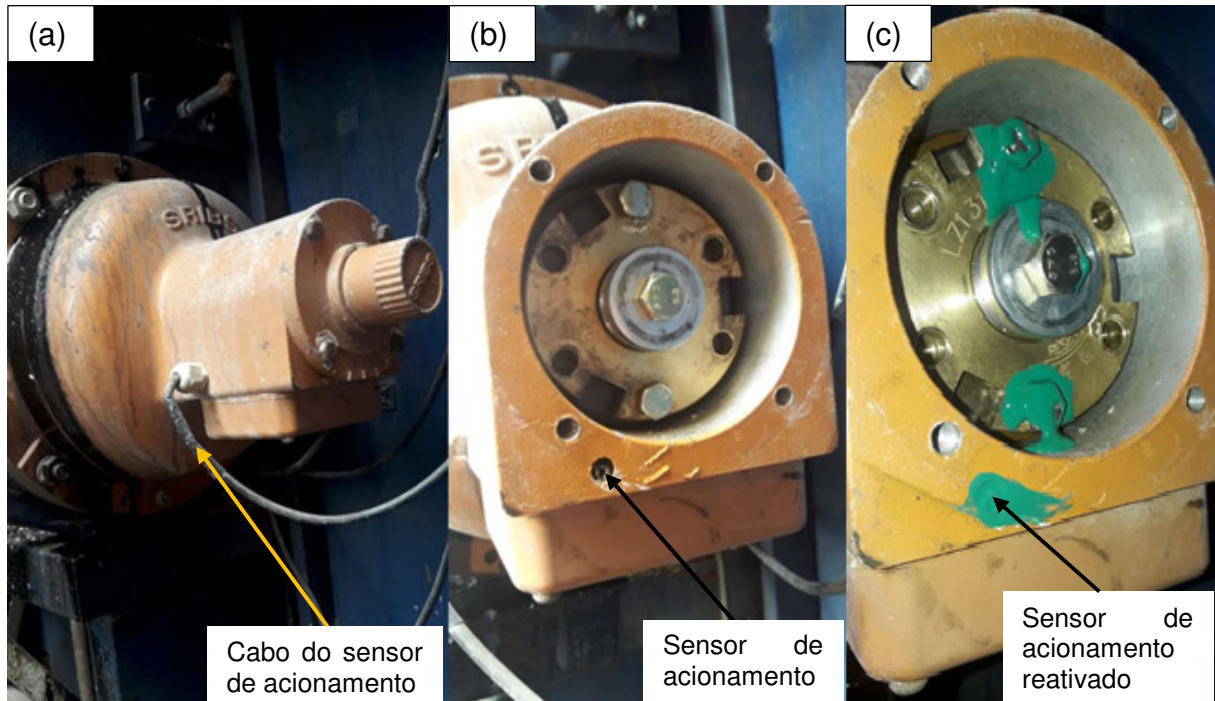 (a)
(b)
(c)
Cabo do sensor
de acionamento
Sensor de
acionamento
Sensor de
acionamento
reativado